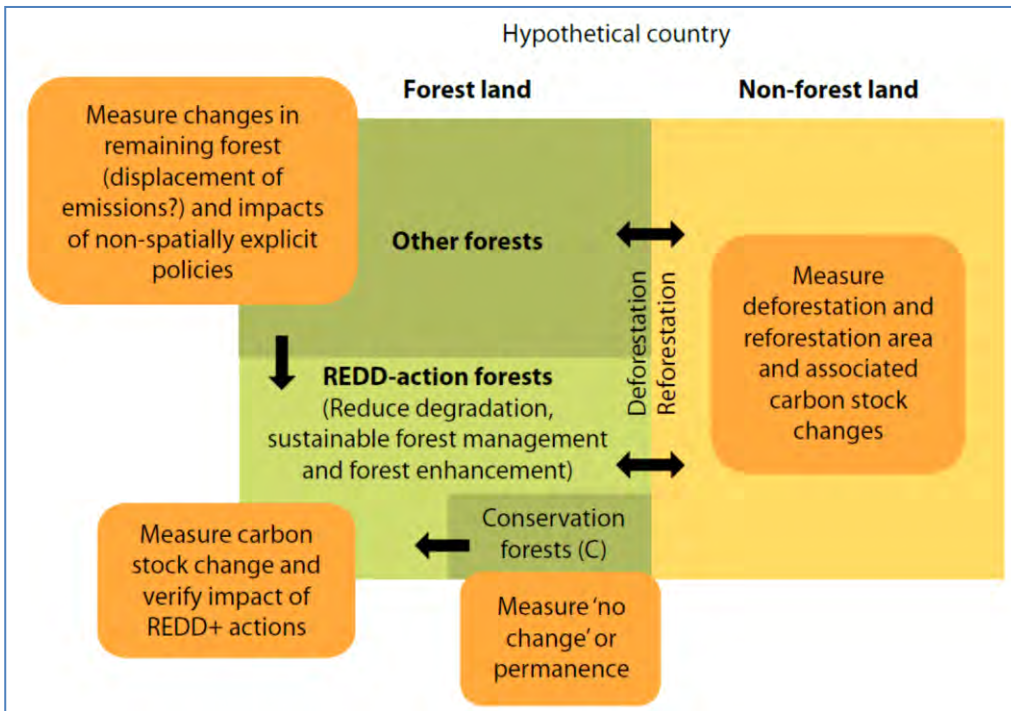 Hypothetical country
Forest land
Non-forest land
Measure changes in
remaining forest
(displacement of
emissions?) and impacts
of non-spatially explicit
policies
Other forests
Deforestation
Reforestation
Measure
deforestation and
reforestation area
and associated
carbon stock
changes
REDD-action forests
(Reduce degradation,
sustainable forest management
and forest enhancement)
Conservation
forests (C)
Measure carbon
stock change and
verify impact of
REDD+ actions
Measure ‘no
change’ or
permanence